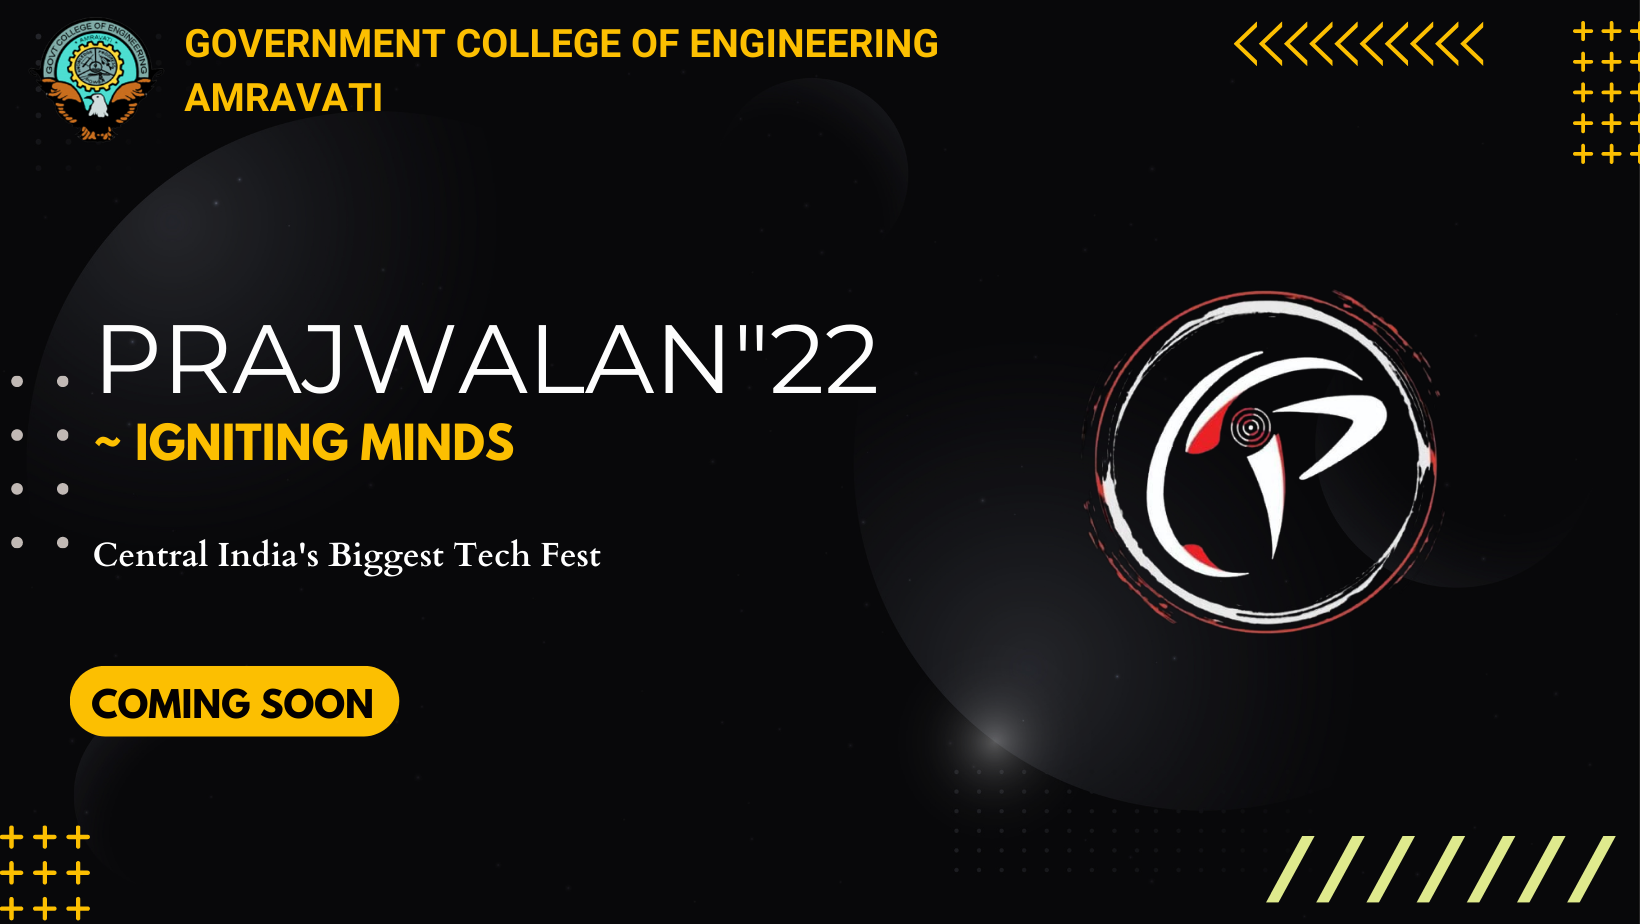 GOVT COLLEGE OF ENGINEERING
AMRAVATI
GOVERNMENT COLLEGE OF ENGINEERING
AMRAVATI
PRAJWALAN"22
~ IGNITING MINDS
Central India's Biggest Tech Fest
COMING SOON